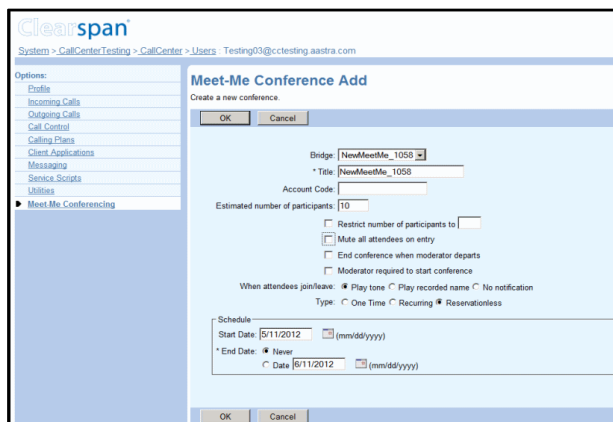 Clearspan®
System > CallCenterTesting > CallCenter > Users : Testing03@cctesting.aastra.com
Options:
Profile
Incoming Calls
Outgoing Calls
Call Control
Calling Plans
Client Applications
Messaging
Service Scripts
Utilities
Meet-Me Conferencing
Meet-Me Conference Add
Create a new conference.
OK Cancel
Bridge: NewMeetMe_1058
* Title: NewMeetMe_1058
Account Code:
Estimated number of participants: 10
Restrict number of participants to
Mute all attendees on entry
End conference when moderator departs
Moderator required to start conference
When attendees join/leave: Play tone Play recorded name No notification
Type: One Time Recurring Reservationless
Schedule
Start Date: 5/11/2012 (mm/dd/yyyy)
* End Date: Never
Date 6/11/2012 (mm/dd/yyyy)
OK Cancel